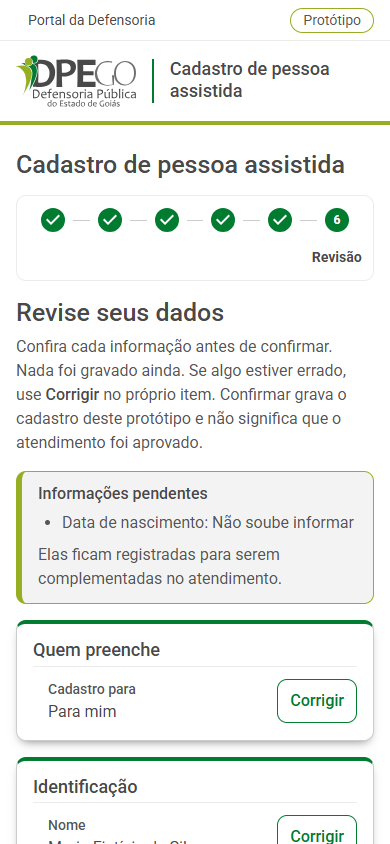 Portal da Defensoria
Protótipo
DPEGO
Defensoria Pública
do Estado de Goiás
Cadastro de pessoa
assistida
Cadastro de pessoa assistida
6
Revisão
Revise seus dados
Confira cada informação antes de confirmar.
Nada foi gravado ainda. Se algo estiver errado,
use Corrigir no próprio item. Confirmar grava o
cadastro deste protótipo e não significa que o
atendimento foi aprovado.
Informações pendentes
• Data de nascimento: Não soube informar
Elas ficam registradas para serem
complementadas no atendimento.
Quem preenche
Cadastro para
Para mim
Corrigir
Identificação
Nome
Corrigir